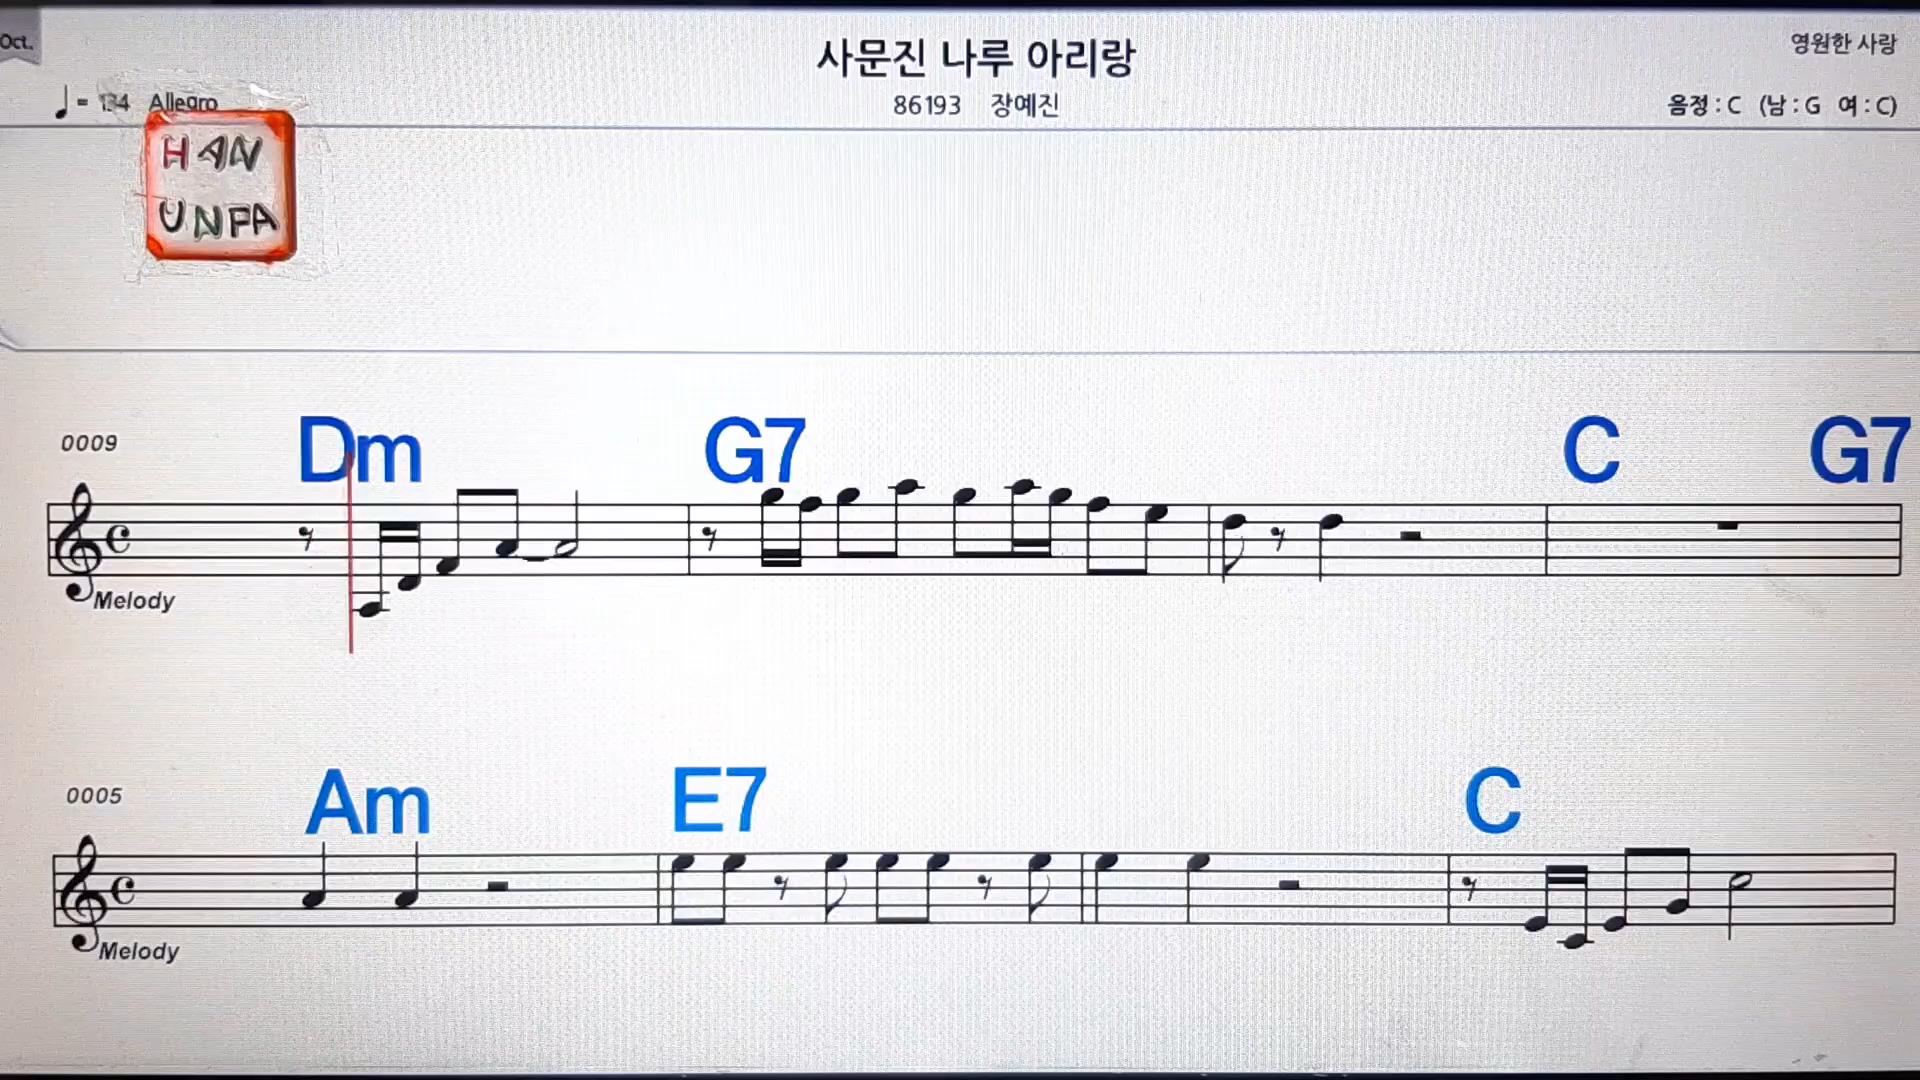 Oct.
사문진 나루 아리랑
영원한 사랑
= 134 Allegro
86193 장예진
음정 : C (남 : G 여 : C)
HAN
UNFA
Dm G7 C G7
0009
Melody
Am E7 C
0005
Melody